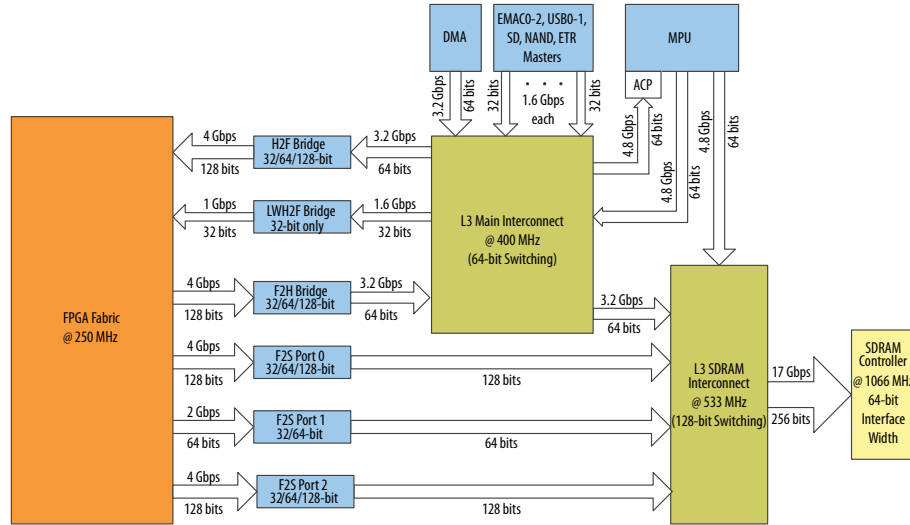 DMA
EMAC0-2, USB0-1,
SD, NAND, ETR
Masters
MPU
ACP
3.2 Gbps
64 bits
32 bits
. . .
1.6 Gbps
each
32 bits
4.8 Gbps
64 bits
4.8 Gbps
64 bits
4.8 Gbps
64 bits
FPGA Fabric
@ 250 MHz
4 Gbps
128 bits
H2F Bridge
32/64/128-bit
3.2 Gbps
64 bits
1 Gbps
32 bits
LWH2F Bridge
32-bit only
1.6 Gbps
32 bits
L3 Main Interconnect
@ 400 MHz
(64-bit Switching)
4 Gbps
128 bits
F2H Bridge
32/64/128-bit
3.2 Gbps
64 bits
3.2 Gbps
64 bits
4 Gbps
128 bits
F2S Port 0
32/64/128-bit
128 bits
2 Gbps
64 bits
F2S Port 1
32/64-bit
64 bits
4 Gbps
128 bits
F2S Port 2
32/64/128-bit
128 bits
L3 SDRAM
Interconnect
@ 533 MHz
(128-bit Switching)
17 Gbps
256 bits
SDRAM
Controller
@ 1066 MHz
64-bit
Interface
Width